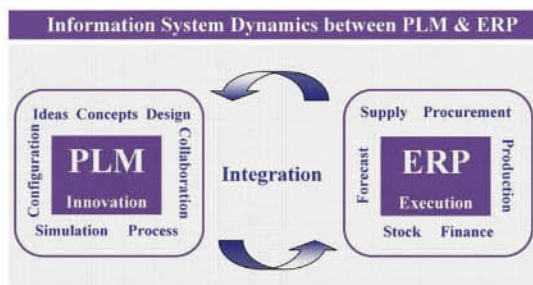 Information System Dynamics between PLM & ERP
Ideas Concepts Design
Configuration
PLM
Innovation
Collaboration
Simulation Process
Integration
Supply Procurement
Forecast
ERP
Execution
Production
Stock Finance